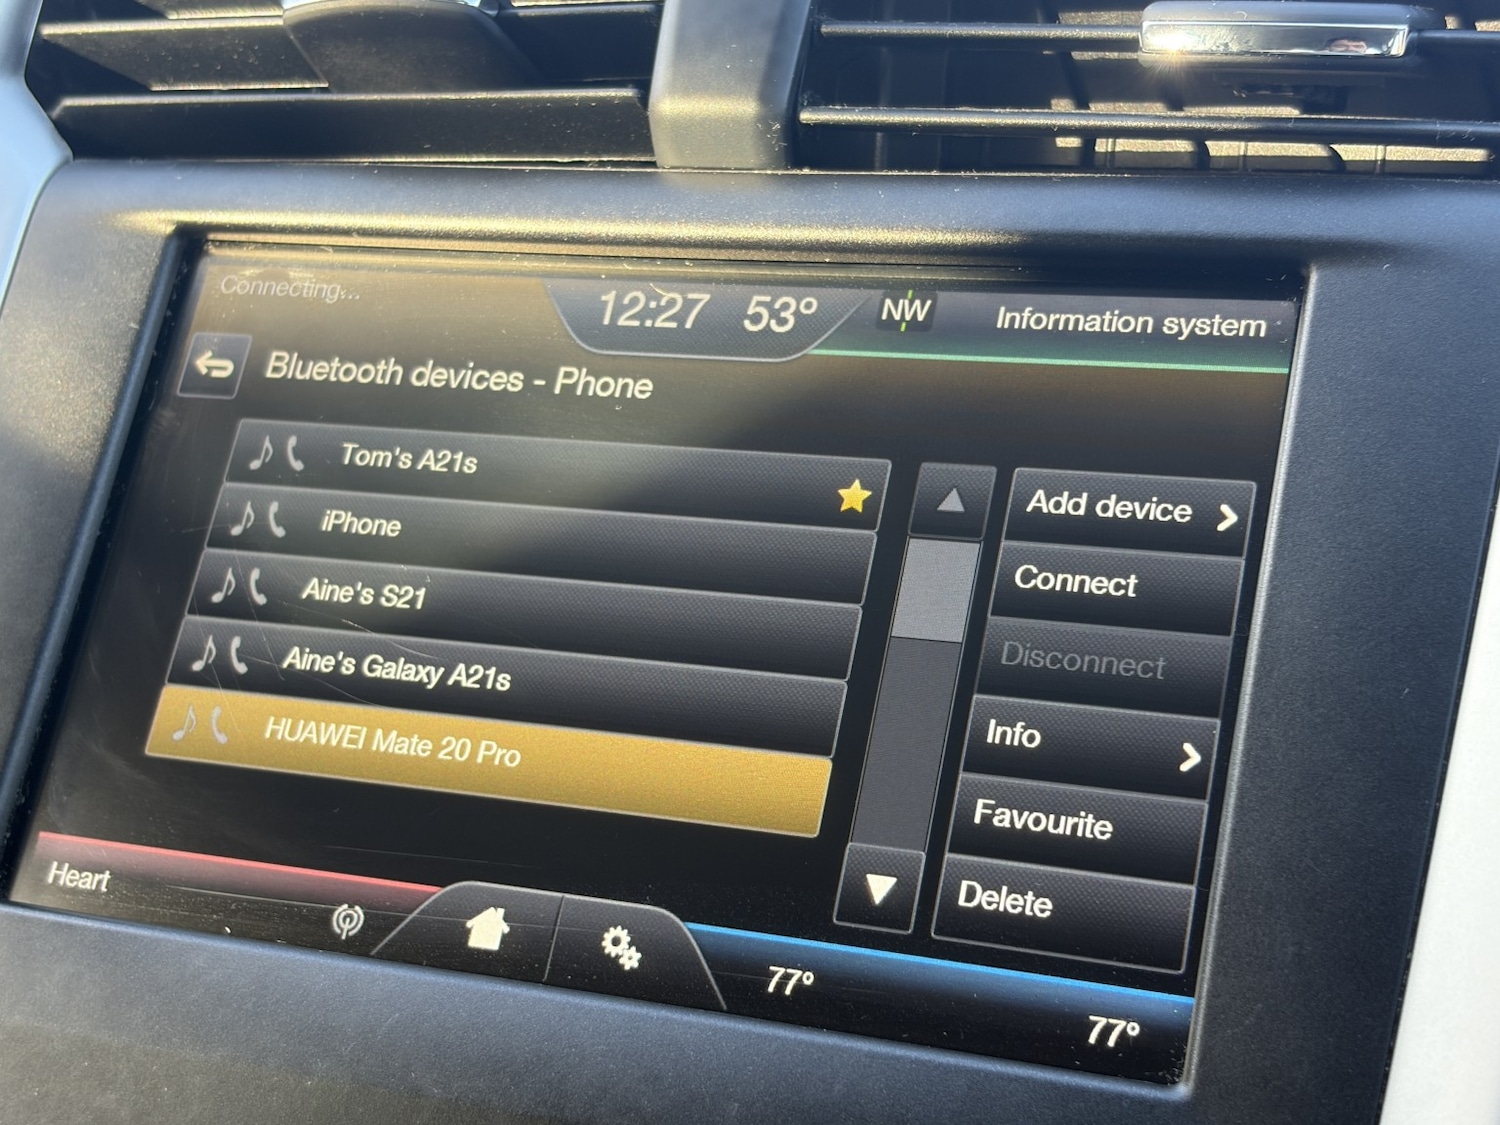 Connecting...
12:27 53°
NW
Information system
Bluetooth devices - Phone
Tom's A21s
iPhone
Aine's S21
Aine's Galaxy A21s
HUAWEI Mate 20 Pro
Add device
Connect
Disconnect
Info
Favourite
Delete
Heart
77°
77°